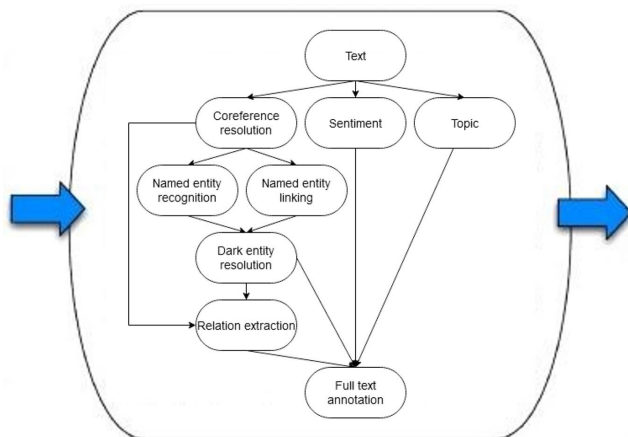 Text
Coreference
resolution
Sentiment
Topic
Named entity
recognition
Named entity
linking
Dark entity
resolution
Relation extraction
Full text
annotation